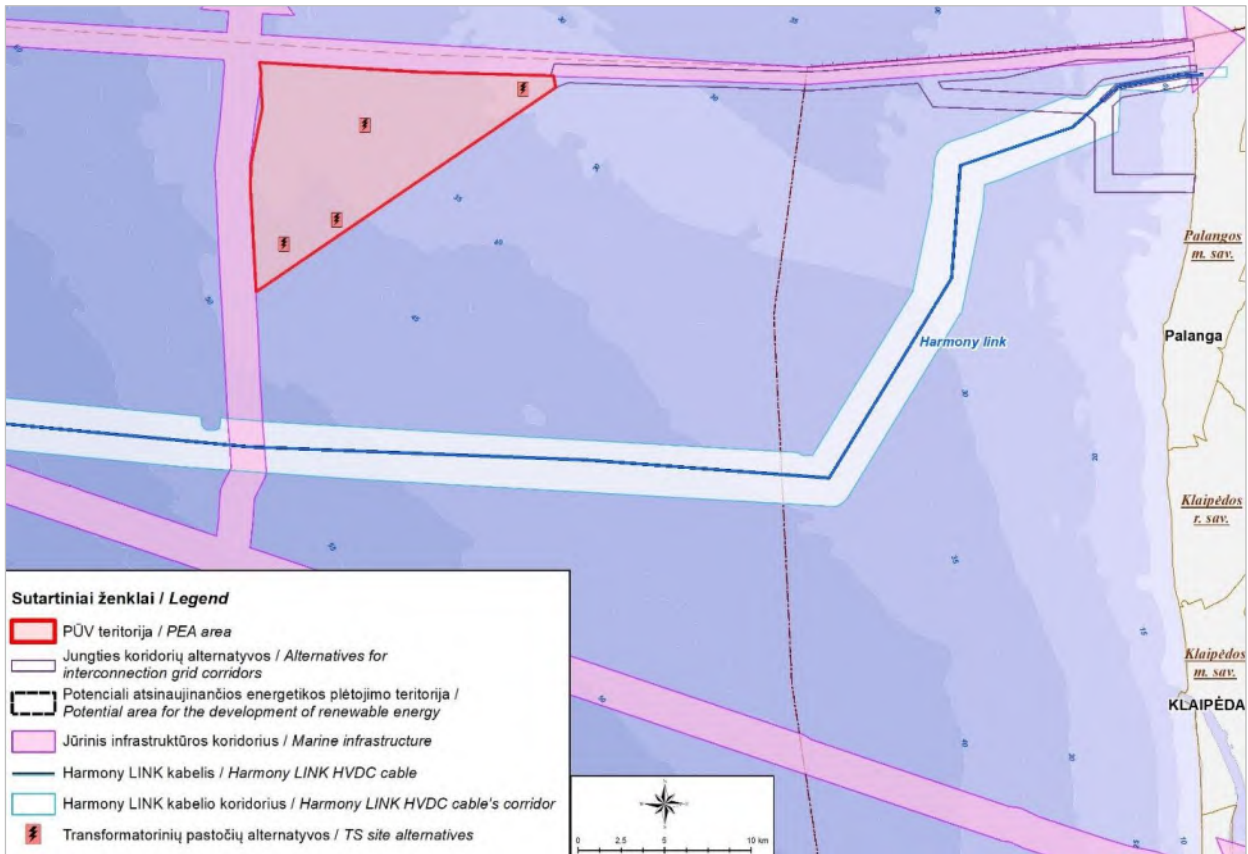 Harmony link
Palangos
m. sav.
Palanga
Klaipėdos
r. sav.
Klaipėdos
m. sav.
KLAIPĖDA
Sutartiniai ženklai / Legend
PŪV teritorija / PEA area
Jungties koridorių alternatyvos / Alternatives for
interconnection grid corridors
Potenciali atsinaujinančios energetikos plėtojimo teritorija /
Potential area for the development of renewable energy
Jūrinis infrastruktūros koridorius / Marine infrastructure
Harmony LINK kabelis / Harmony LINK HVDC cable
Harmony LINK kabelio koridorius / Harmony LINK HVDC cable's corridor
Transformatorinių pastočių alternatyvos / TS site alternatives
0 2.5 5 10 km